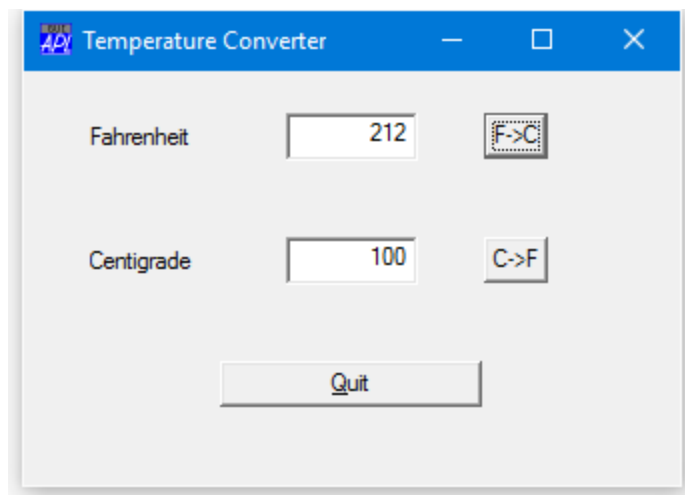 Temperature Converter
Fahrenheit 212 F->C
Centigrade 100 C->F
Quit